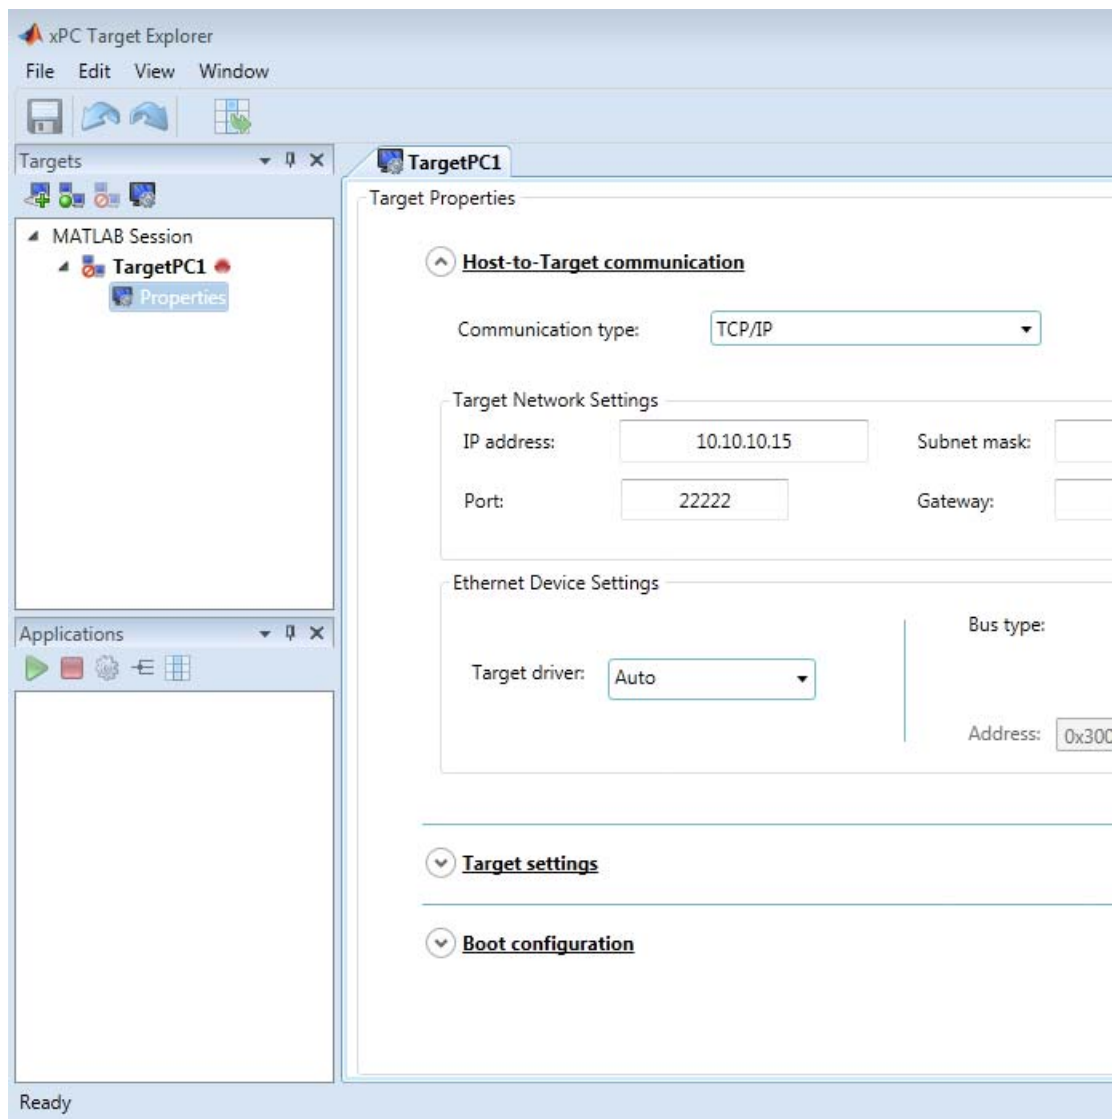 xPC Target Explorer
File Edit View Window
Targets
MATLAB Session
TargetPC1
Properties
Applications
Ready
TargetPC1
Target Properties
Host-to-Target communication
Communication type: TCP/IP
Target Network Settings
IP address: 10.10.10.15 Subnet mask:
Port: 22222 Gateway:
Ethernet Device Settings
Bus type:
Target driver: Auto
Address: 0x300
Target settings
Boot configuration